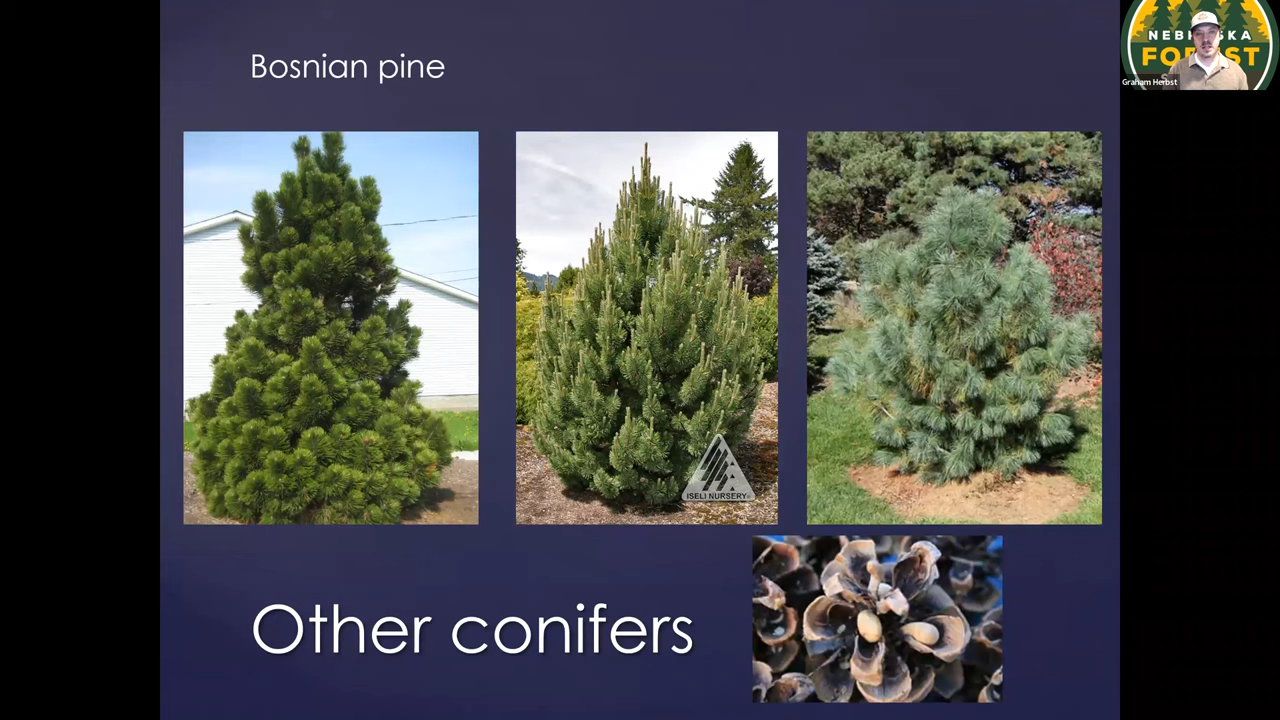 Bosnian pine
NEBRASKA
FOREST
Graham Herbst
ISELI NURSERY
Other conifers